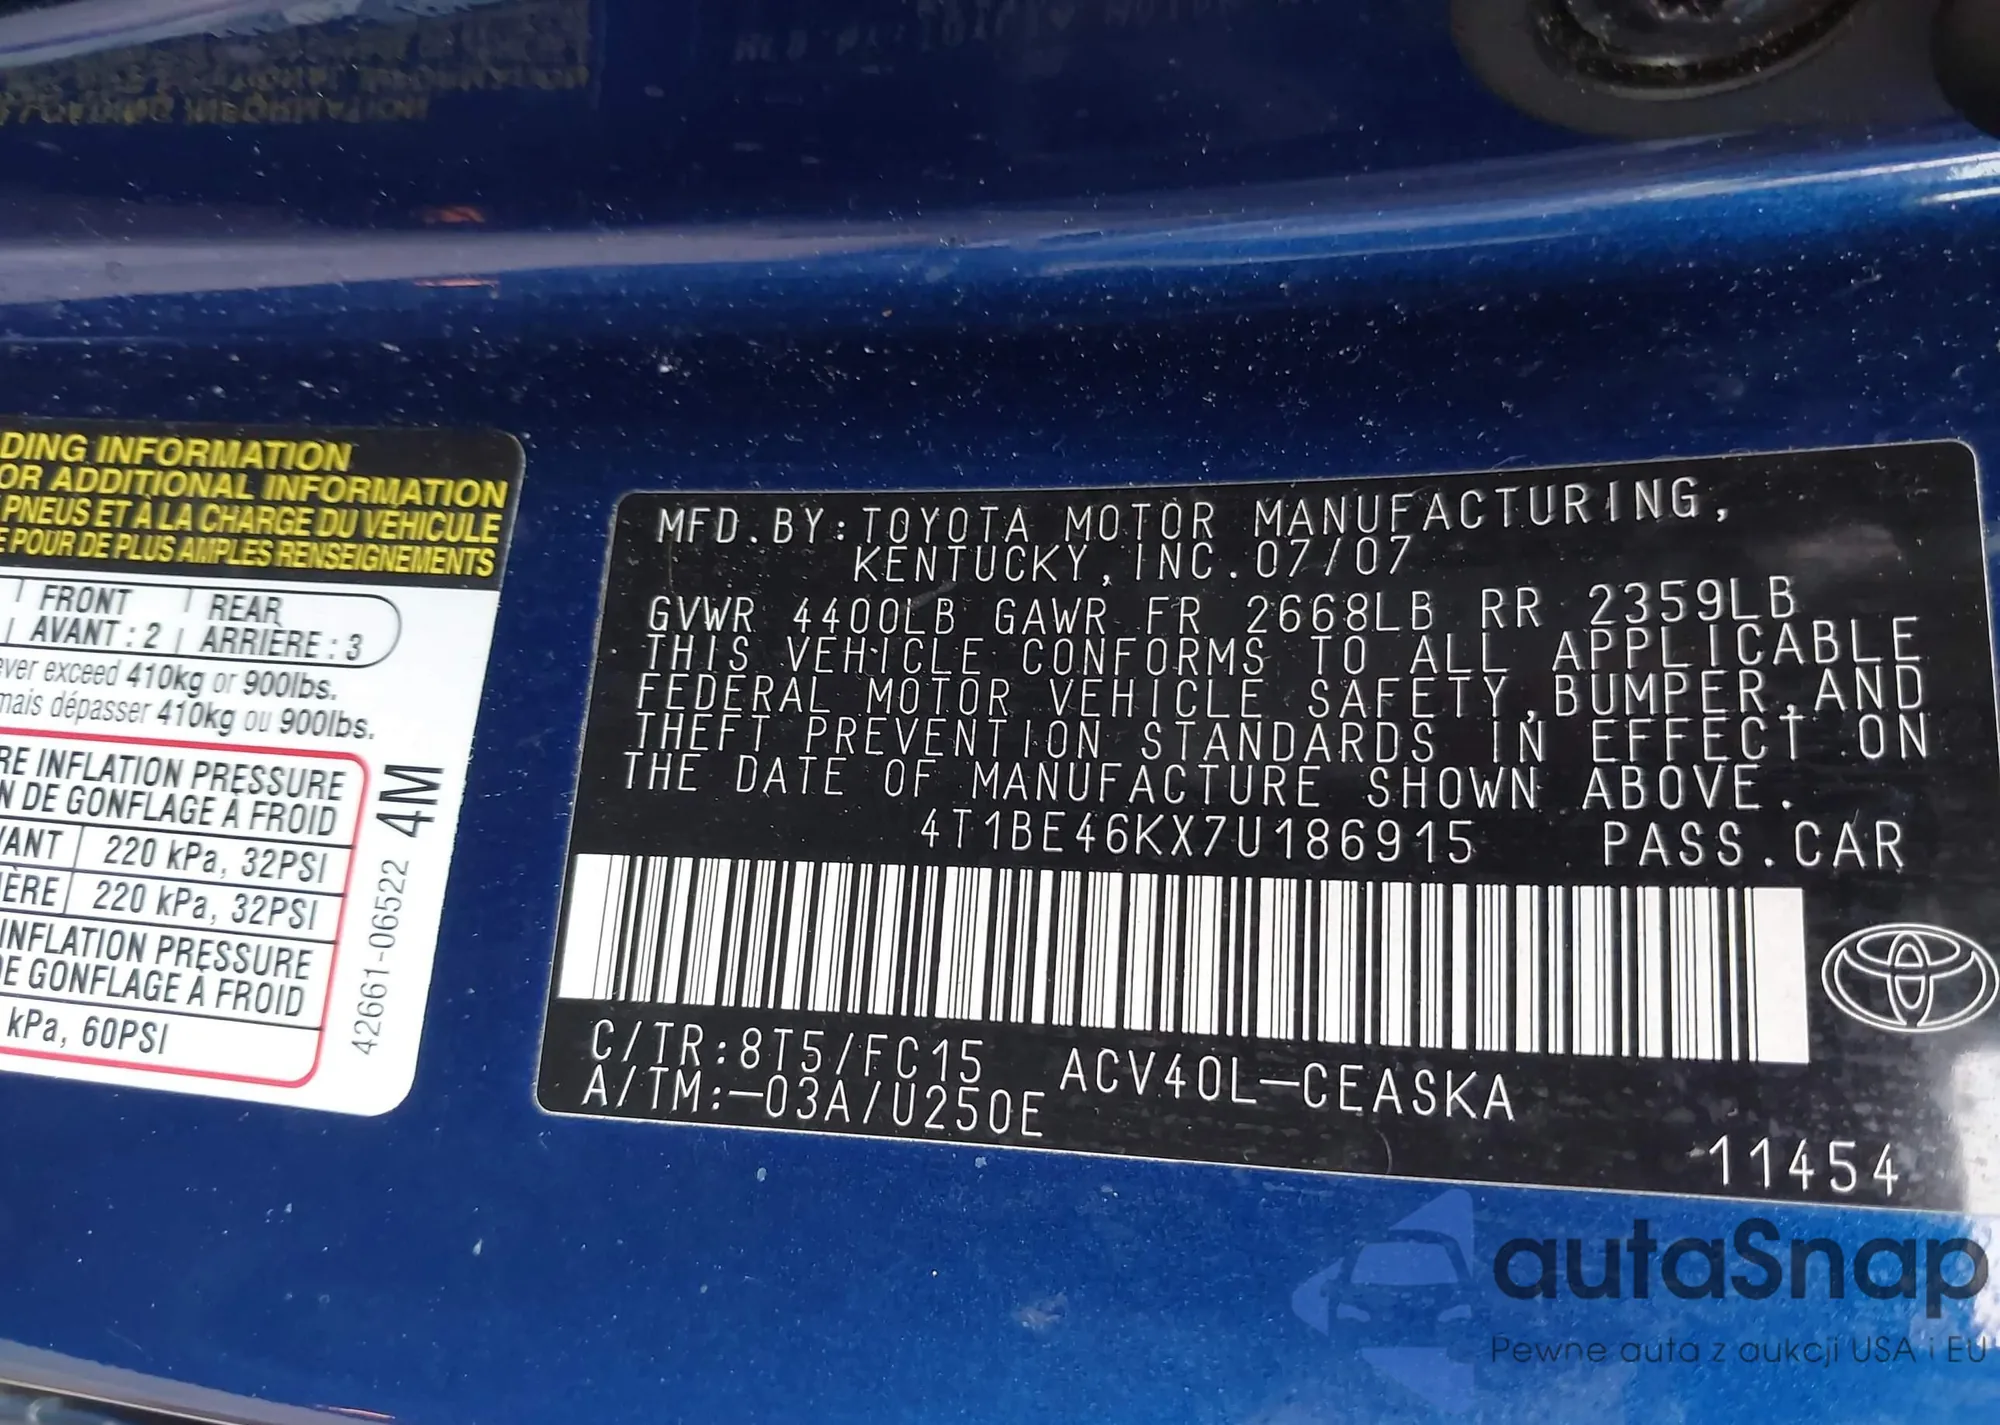 DING INFORMATION
OR ADDITIONAL INFORMATION
PNEUS ET À LA CHARGE DU VÉHICULE
E POUR DE PLUS AMPLES RENSEIGNEMENTS
FRONT REAR
AVANT : 2 ARRIÈRE : 3
ver exceed 410kg or 900lbs.
mais dépasser 410kg ou 900lbs.
RE INFLATION PRESSURE
N DE GONFLAGE À FROID
VANT 220 kPa, 32PSI
IÈRE 220 kPa, 32PSI
INFLATION PRESSURE
DE GONFLAGE À FROID
kPa, 60PSI
42661-06522 4M
MFD.BY:TOYOTA MOTOR MANUFACTURING,
KENTUCKY,INC.07/07
GVWR 4400LB GAWR FR 2668LB RR 2359LB
THIS VEHICLE CONFORMS TO ALL APPLICABLE
FEDERAL MOTOR VEHICLE SAFETY,BUMPER,AND
THEFT PREVENTION STANDARDS IN EFFECT ON
THE DATE OF MANUFACTURE SHOWN ABOVE.
4T1BE46KX7U186915 PASS.CAR
C/TR:8T5/FC15 ACV40L-CEASKA
A/TM:-03A/U250E
11454
autaSnap
Pewne auta z aukcji USA i EU